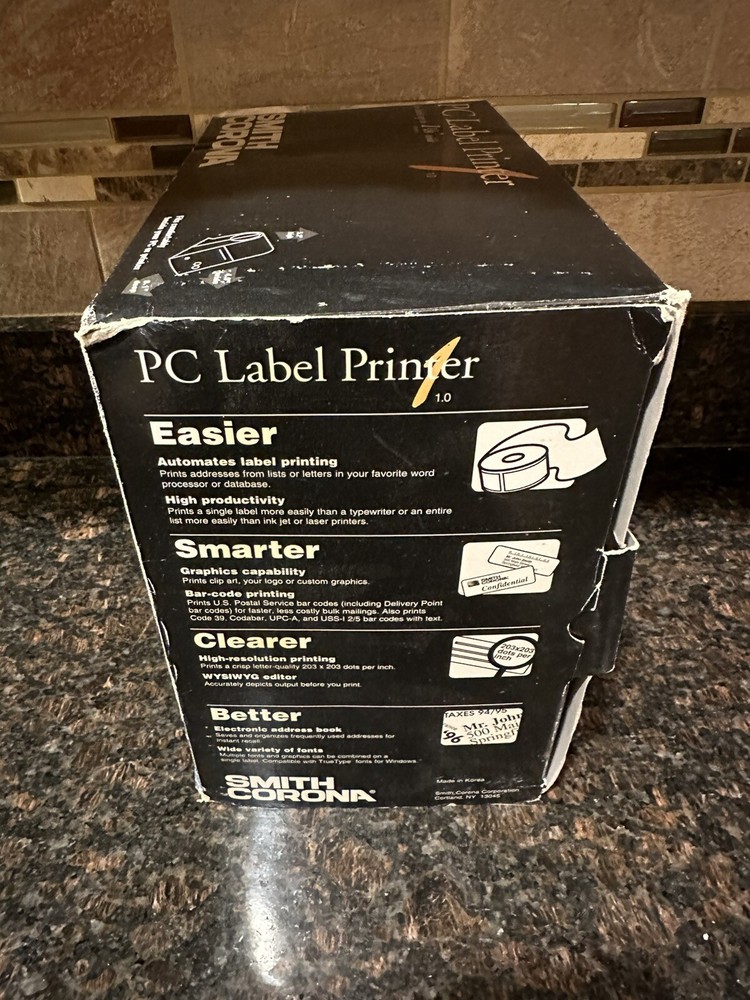 SMITH
CORONA
PC Label Printer
1.0
PC Label Printer
1.0
Easier
Automates label printing
Prints addresses from lists or letters in your favorite word
processor or database.
High productivity
Prints a single label more easily than a typewriter or an entire
list more easily than ink jet or laser printers.
Smarter
Graphics capability
Prints clip art, your logo or custom graphics.
Bar-code printing
Prints U.S. Postal Service bar codes (including Delivery Point
bar codes) for faster, less costly bulk mailings. Also prints
Code 39, Codabar, UPC-A, and USS-I 2/5 bar codes with text.
SMITH
CORONA
Confidential
Clearer
High-resolution printing
Prints a crisp letter-quality 203 x 203 dots per inch.
WYSIWYG editor
Accurately depicts output before you print.
203x203
dots per
inch
Better
Electronic address book
Saves and organizes frequently used addresses for
instant recall.
Wide variety of fonts
Multiple fonts and graphics can be combined on a
single label. Compatible with TrueType fonts for Windows.
TAXES 94/95
Mr. John
500 Mai
Springf
SMITH
CORONA
Made in Korea
Smith Corona Corporation
Cortland, NY 13045